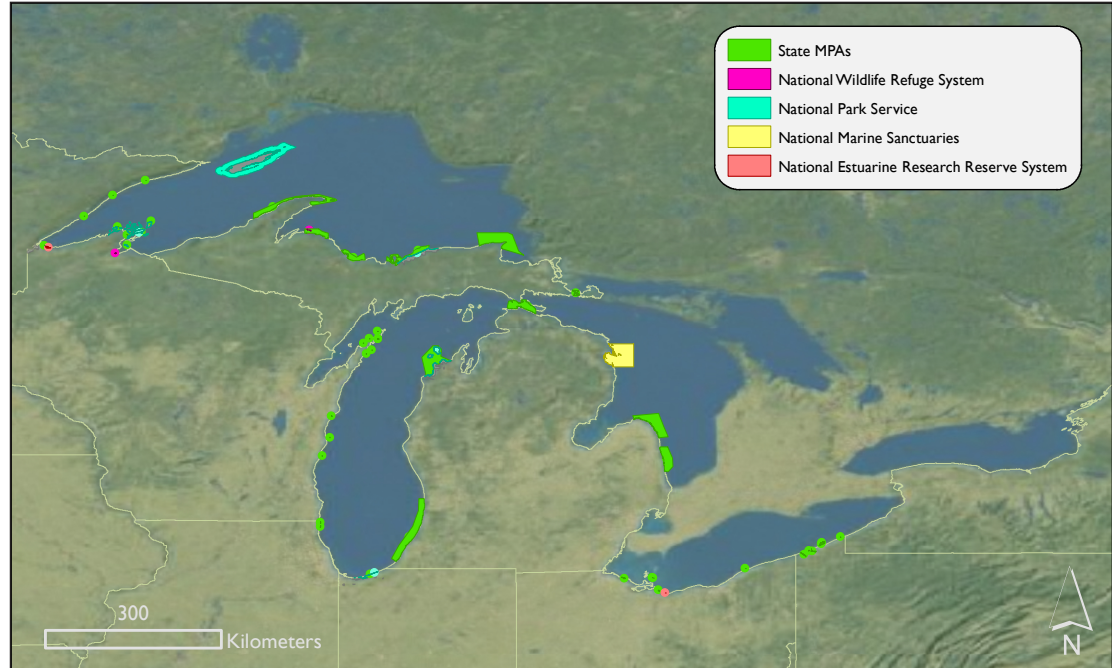 State MPAs
National Wildlife Refuge System
National Park Service
National Marine Sanctuaries
National Estuarine Research Reserve System
300
Kilometers
N